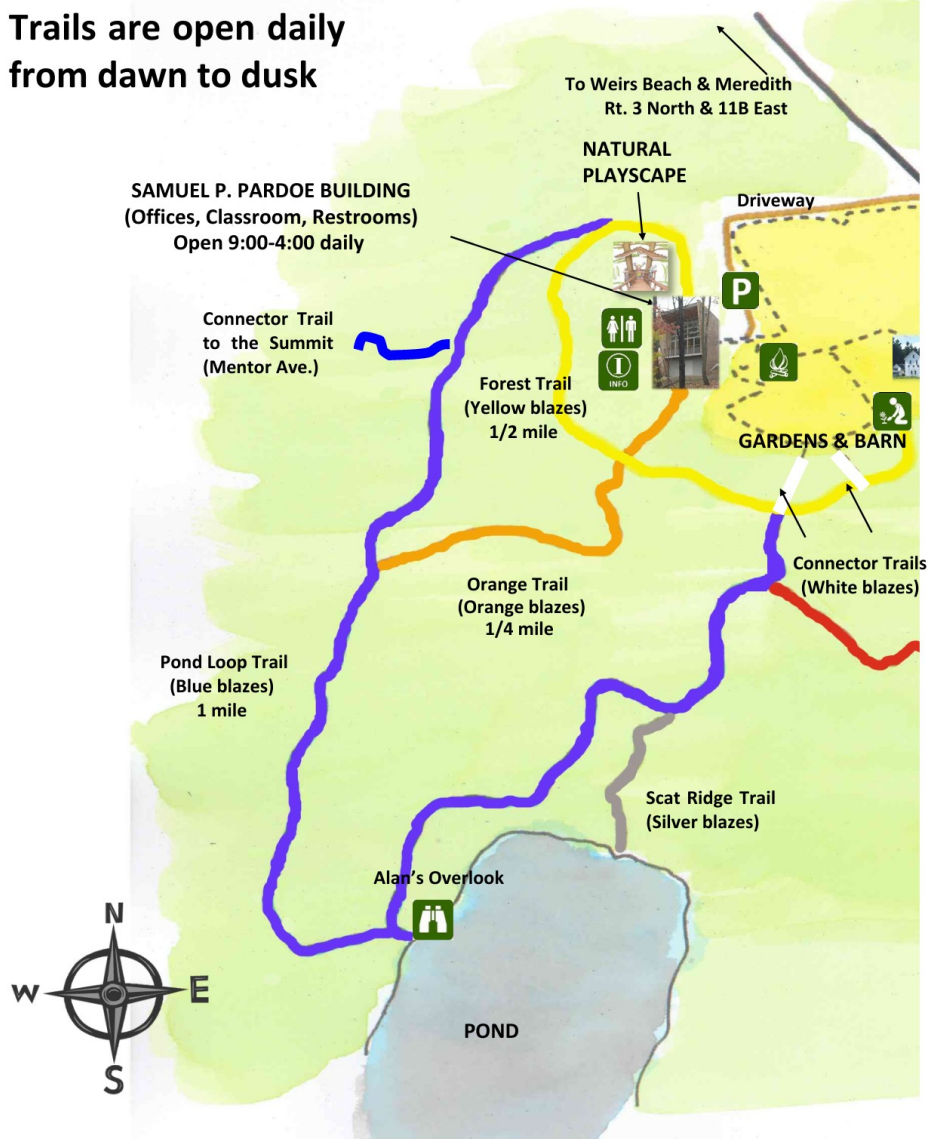 Trails are open daily
from dawn to dusk
To Weirs Beach & Meredith
Rt. 3 North & 11B East
NATURAL
PLAYSCAPE
SAMUEL P. PARDOE BUILDING
(Offices, Classroom, Restrooms)
Open 9:00-4:00 daily
Driveway
P
Connector Trail
to the Summit
(Mentor Ave.)
I
INFO
Forest Trail
(Yellow blazes)
1/2 mile
GARDENS & BARN
Connector Trails
(White blazes)
Orange Trail
(Orange blazes)
1/4 mile
Pond Loop Trail
(Blue blazes)
1 mile
Scat Ridge Trail
(Silver blazes)
Alan's Overlook
N
W
E
S
POND